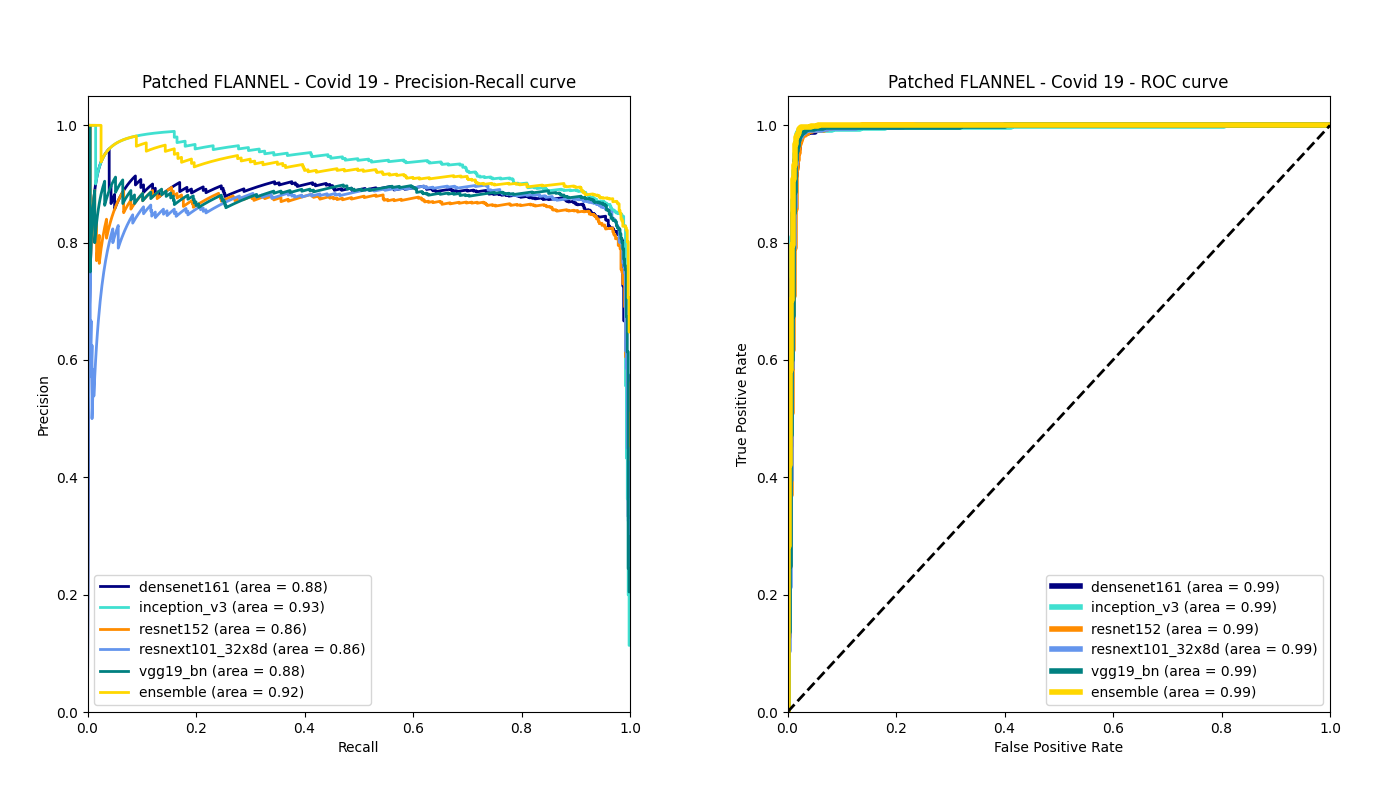 Patched FLANNEL - Covid 19 - Precision-Recall curve
1.0
0.8
0.6
0.4
0.2
0.0
Precision
0.0 0.2 0.4 0.6 0.8 1.0
Recall
densenet161 (area = 0.88)
inception_v3 (area = 0.93)
resnet152 (area = 0.86)
resnext101_32x8d (area = 0.86)
vgg19_bn (area = 0.88)
ensemble (area = 0.92)
Patched FLANNEL - Covid 19 - ROC curve
1.0
0.8
0.6
0.4
0.2
0.0
True Positive Rate
0.0 0.2 0.4 0.6 0.8 1.0
False Positive Rate
densenet161 (area = 0.99)
inception_v3 (area = 0.99)
resnet152 (area = 0.99)
resnext101_32x8d (area = 0.99)
vgg19_bn (area = 0.99)
ensemble (area = 0.99)